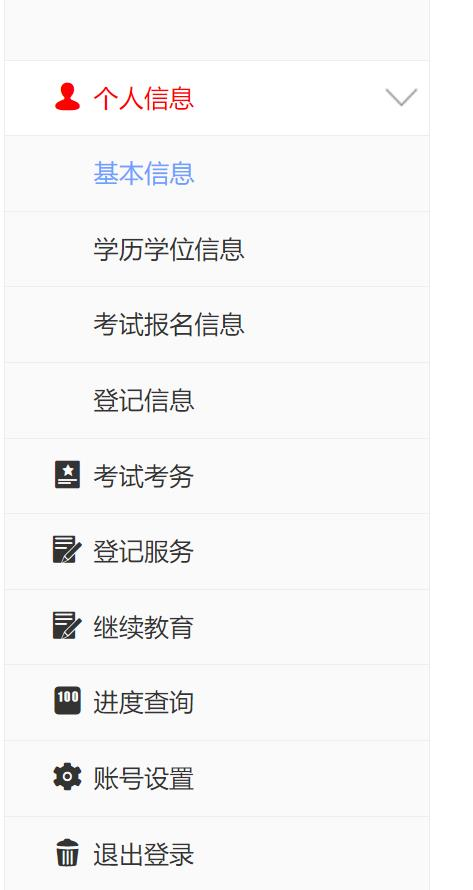 个人信息
基本信息
学历学位信息
考试报名信息
登记信息
考试考务
登记服务
继续教育
100 进度查询
账号设置
退出登录